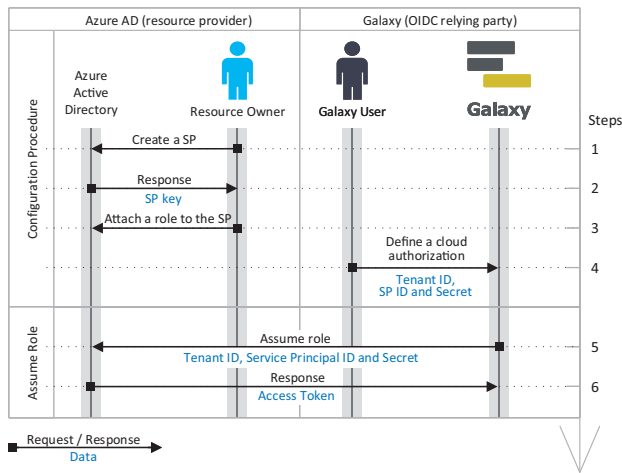 Azure AD (resource provider)
Galaxy (OIDC relying party)
Configuration Procedure
Azure
Active
Directory
Resource Owner
Galaxy User
Galaxy
Steps
Create a SP
1
Response
SP key
2
Attach a role to the SP
3
Define a cloud
authorization
Tenant ID,
SP ID and Secret
4
Assume Role
Assume role
Tenant ID, Service Principal ID and Secret
5
Response
Access Token
6
Request / Response
Data